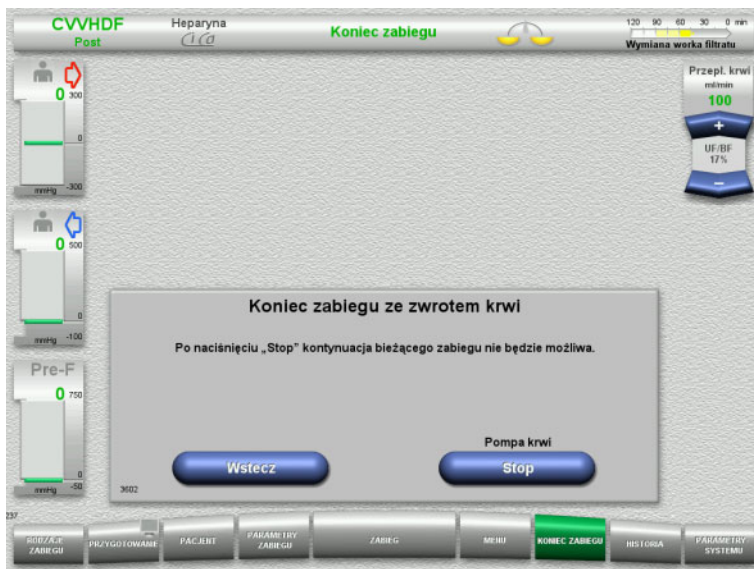 CVVHDF
Post
Heparyna
Ci Ca
Koniec zabiegu
120 90 60 30 0 min
Wymiana worka filtratu
0 300
0
mmHg -300
0 500
0
mmHg -100
Pre-F
0 750
0
mmHg -50
Przepł. krwi
ml/min
100
+
UF/BF
17%
−
Koniec zabiegu ze zwrotem krwi
Po naciśnięciu „Stop” kontynuacja bieżącego zabiegu nie będzie możliwa.
Pompa krwi
Wstecz
Stop
3602
237
RODZAJE ZABIEGU
PRZYGOTOWANIE
PACJENT
PARAMETRY ZABIEGU
ZABIEG
MENU
KONIEC ZABIEGU
HISTORIA
PARAMETRY SYSTEMU